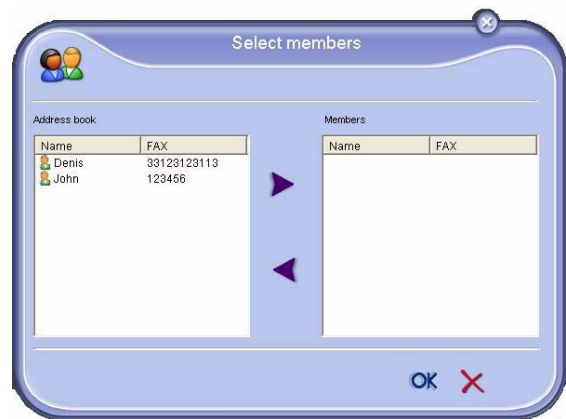 Select members
Address book
Name FAX
Denis 33123123113
John 123456
Members
Name FAX
OK